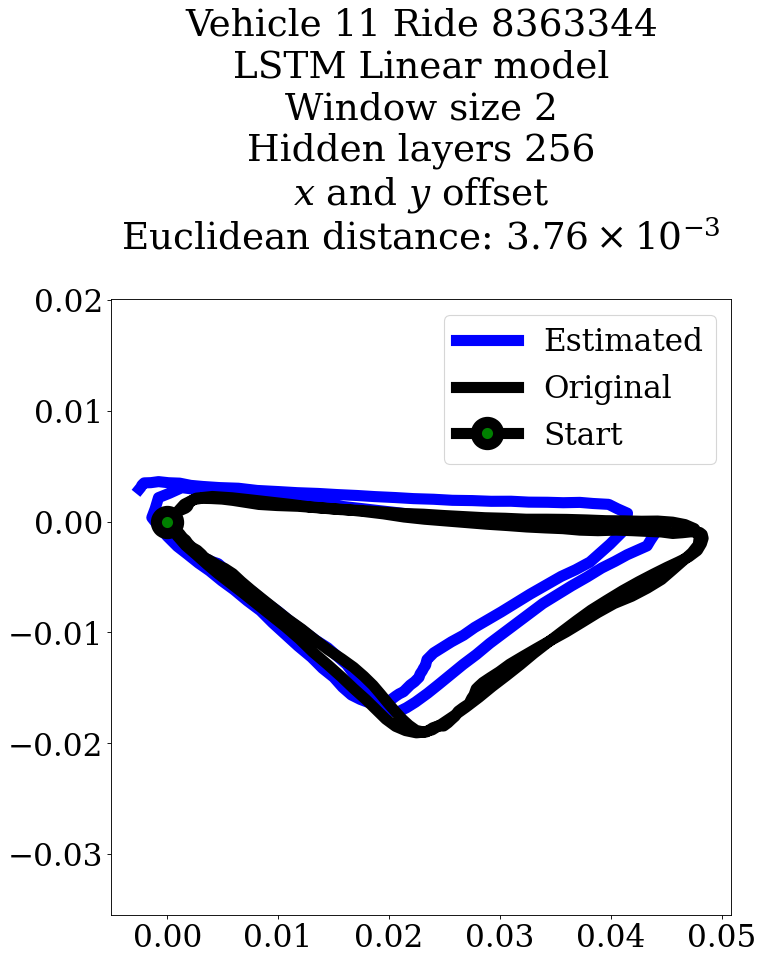 Vehicle 11 Ride 8363344
LSTM Linear model
Window size 2
Hidden layers 256
x and y offset
Euclidean distance: 3.76 × 10⁻³
0.02
Estimated
0.01
Original
Start
0.00
−0.01
−0.02
−0.03
0.00 0.01 0.02 0.03 0.04 0.05